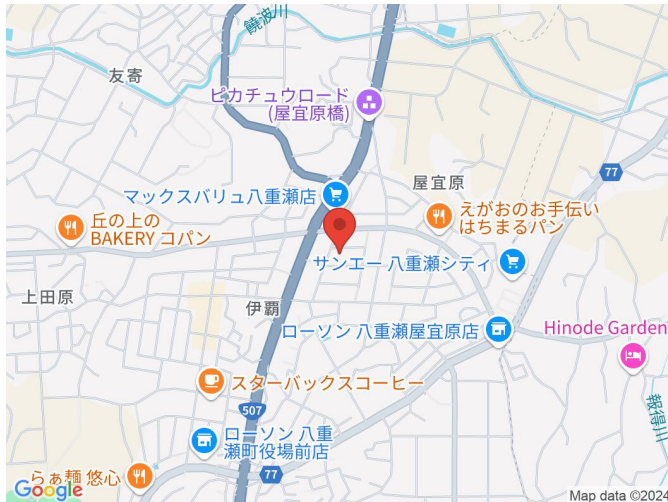 饒波川
友寄
ピカチュウロード
(屋宜原橋)
77
マックスバリュ八重瀬店
屋宜原
丘の上の
BAKERY コパン
えがおのお手伝い
はちまるパン
サンエー 八重瀬シティ
上田原
伊覇
ローソン 八重瀬屋宜原店
Hinode Garden
スターバックスコーヒー
507
報得川
ローソン 八重
瀬町役場前店
77
らぁ麺 悠心
Google
Map data ©2024